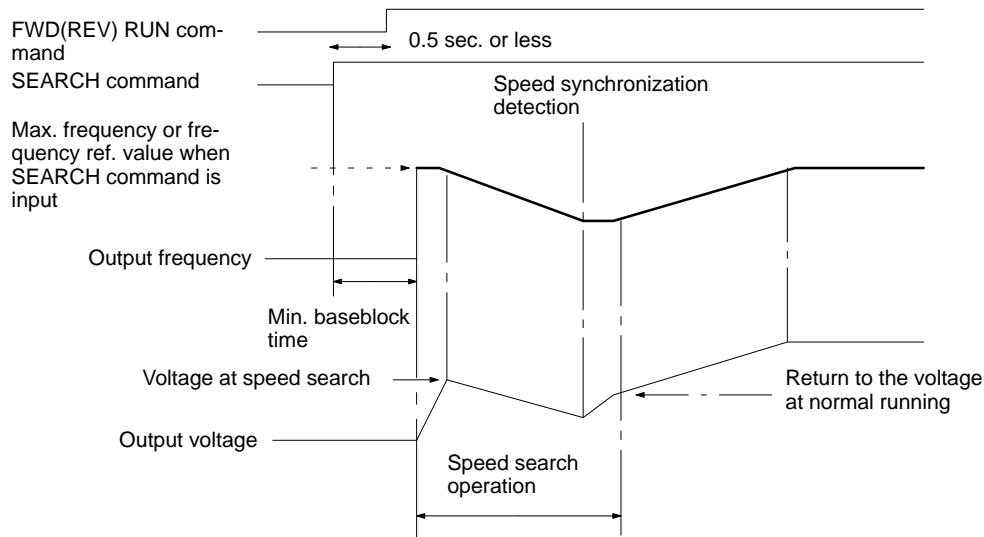 FWD(REV) RUN com-
mand
0.5 sec. or less
SEARCH command
Speed synchronization
detection
Max. frequency or fre-
quency ref. value when
SEARCH command is
input
Output frequency
Min. baseblock
time
Voltage at speed search
Return to the voltage
at normal running
Output voltage
Speed search
operation